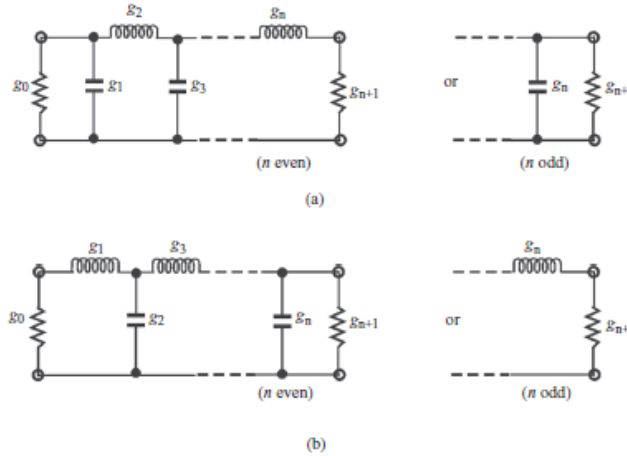 g2 gn
g0 g1 g3 gn+1 or gn gn+
(n even) (n odd)
(a)
g1 g3 gn
g0 g2 gn gn+1 or gn+
(n even) (n odd)
(b)